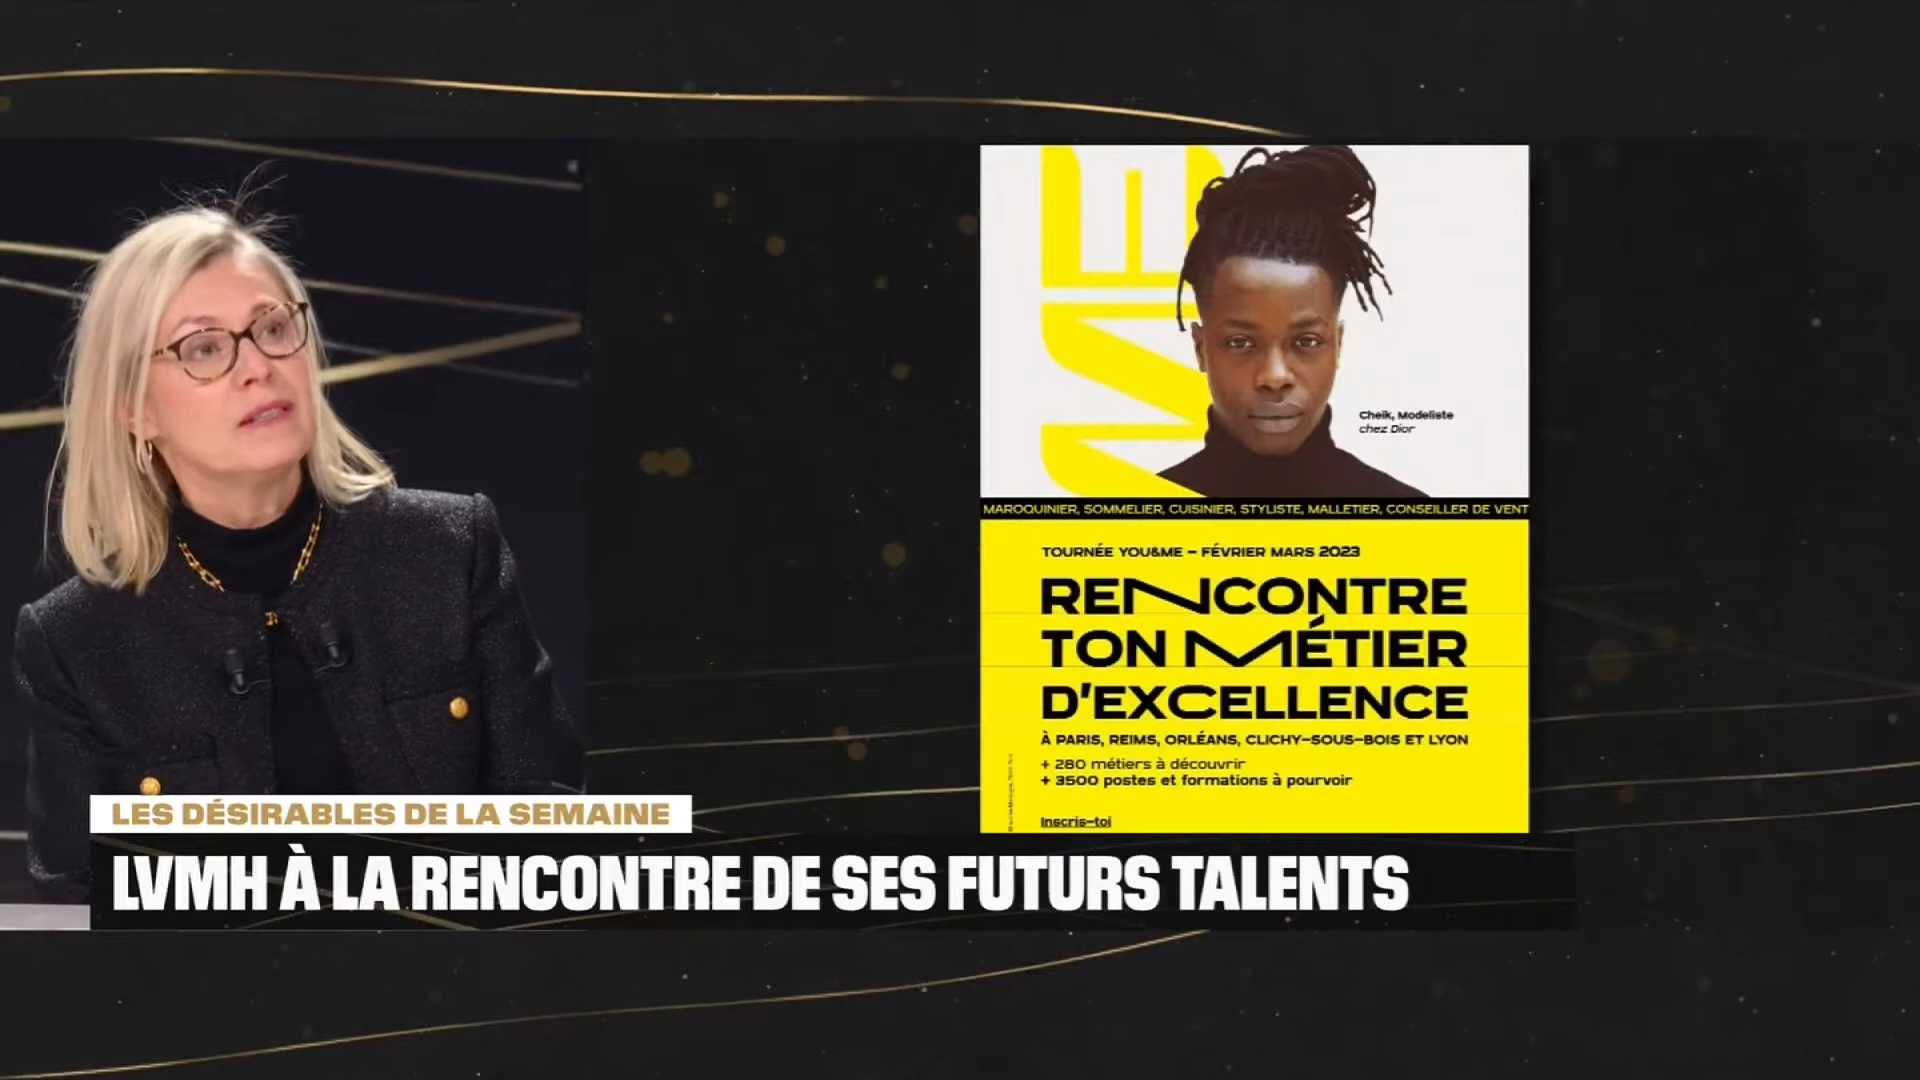 ME
Cheik, Modeliste
chez Dior
MAROQUINIER, SOMMELIER, CUISINIER, STYLISTE, MALLETIER, CONSEILLER DE VENT
TOURNÉE YOU&ME – FÉVRIER MARS 2023
RENCONTRE
TON MÉTIER
D'EXCELLENCE
À PARIS, REIMS, ORLÉANS, CLICHY-SOUS-BOIS ET LYON
+ 280 métiers à découvrir
+ 3500 postes et formations à pourvoir
Inscris-toi
LES DÉSIRABLES DE LA SEMAINE
LVMH À LA RENCONTRE DE SES FUTURS TALENTS